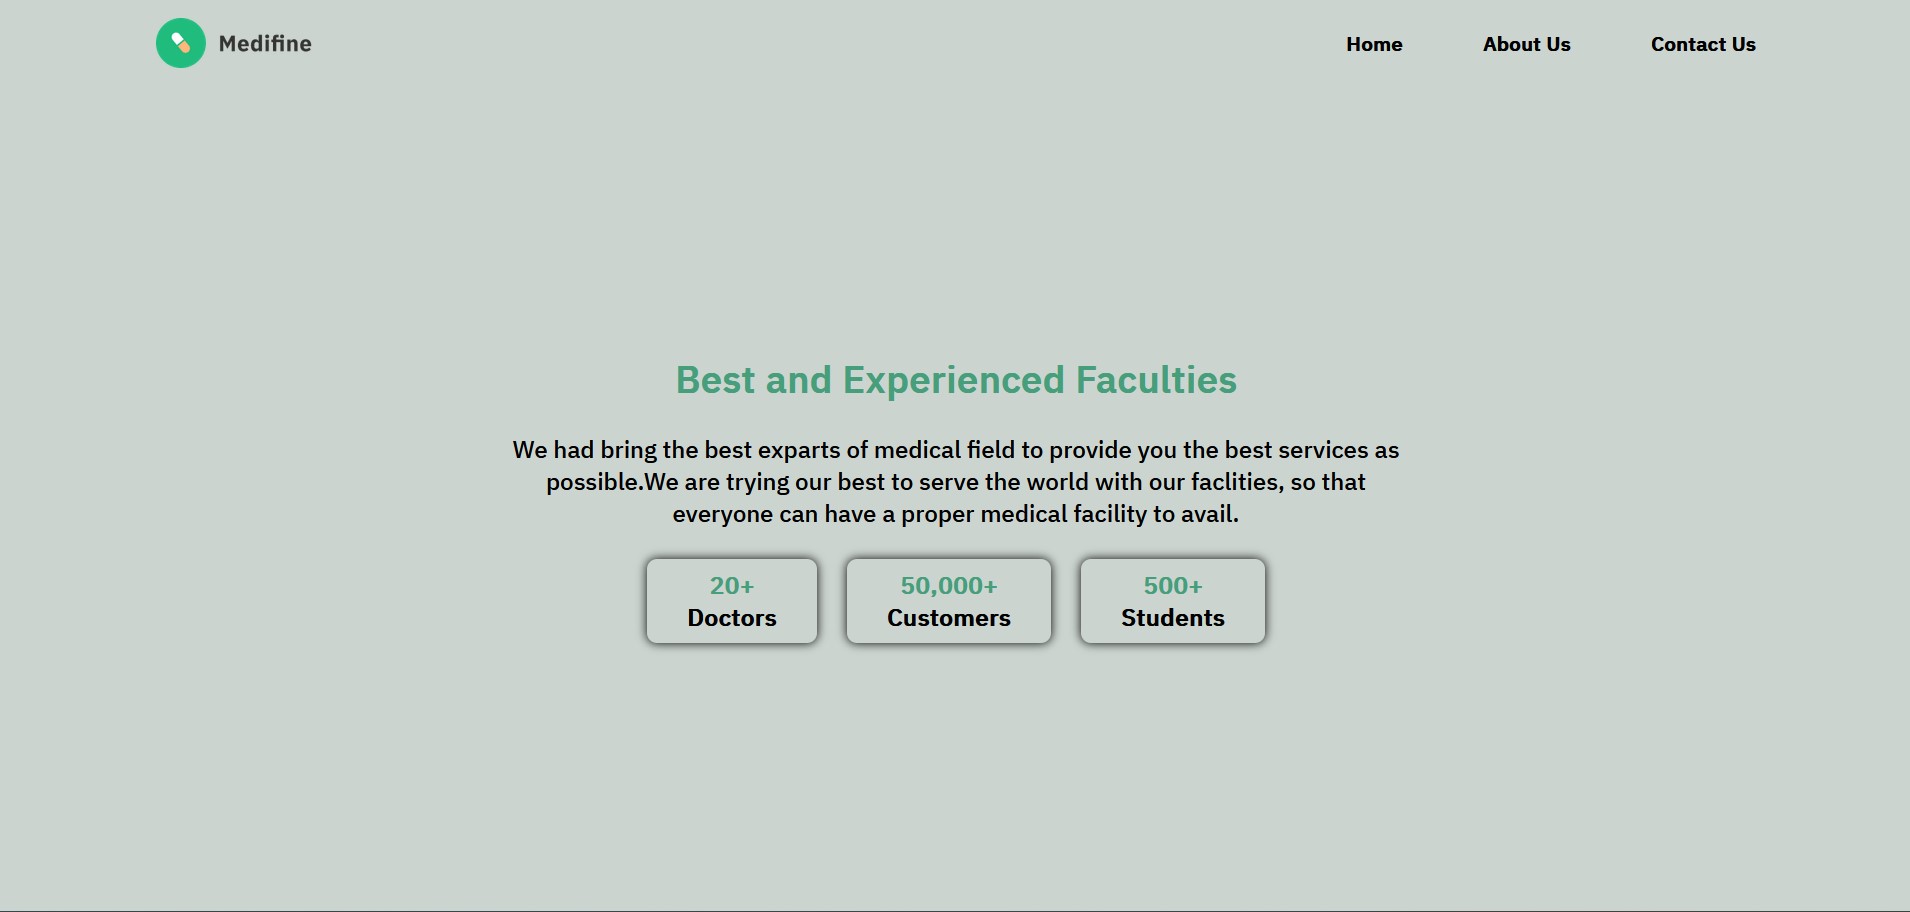 Medifine
Home
About Us
Contact Us
Best and Experienced Faculties
We had bring the best exparts of medical field to provide you the best services as
possible.We are trying our best to serve the world with our faclities, so that
everyone can have a proper medical facility to avail.
20+
Doctors
50,000+
Customers
500+
Students